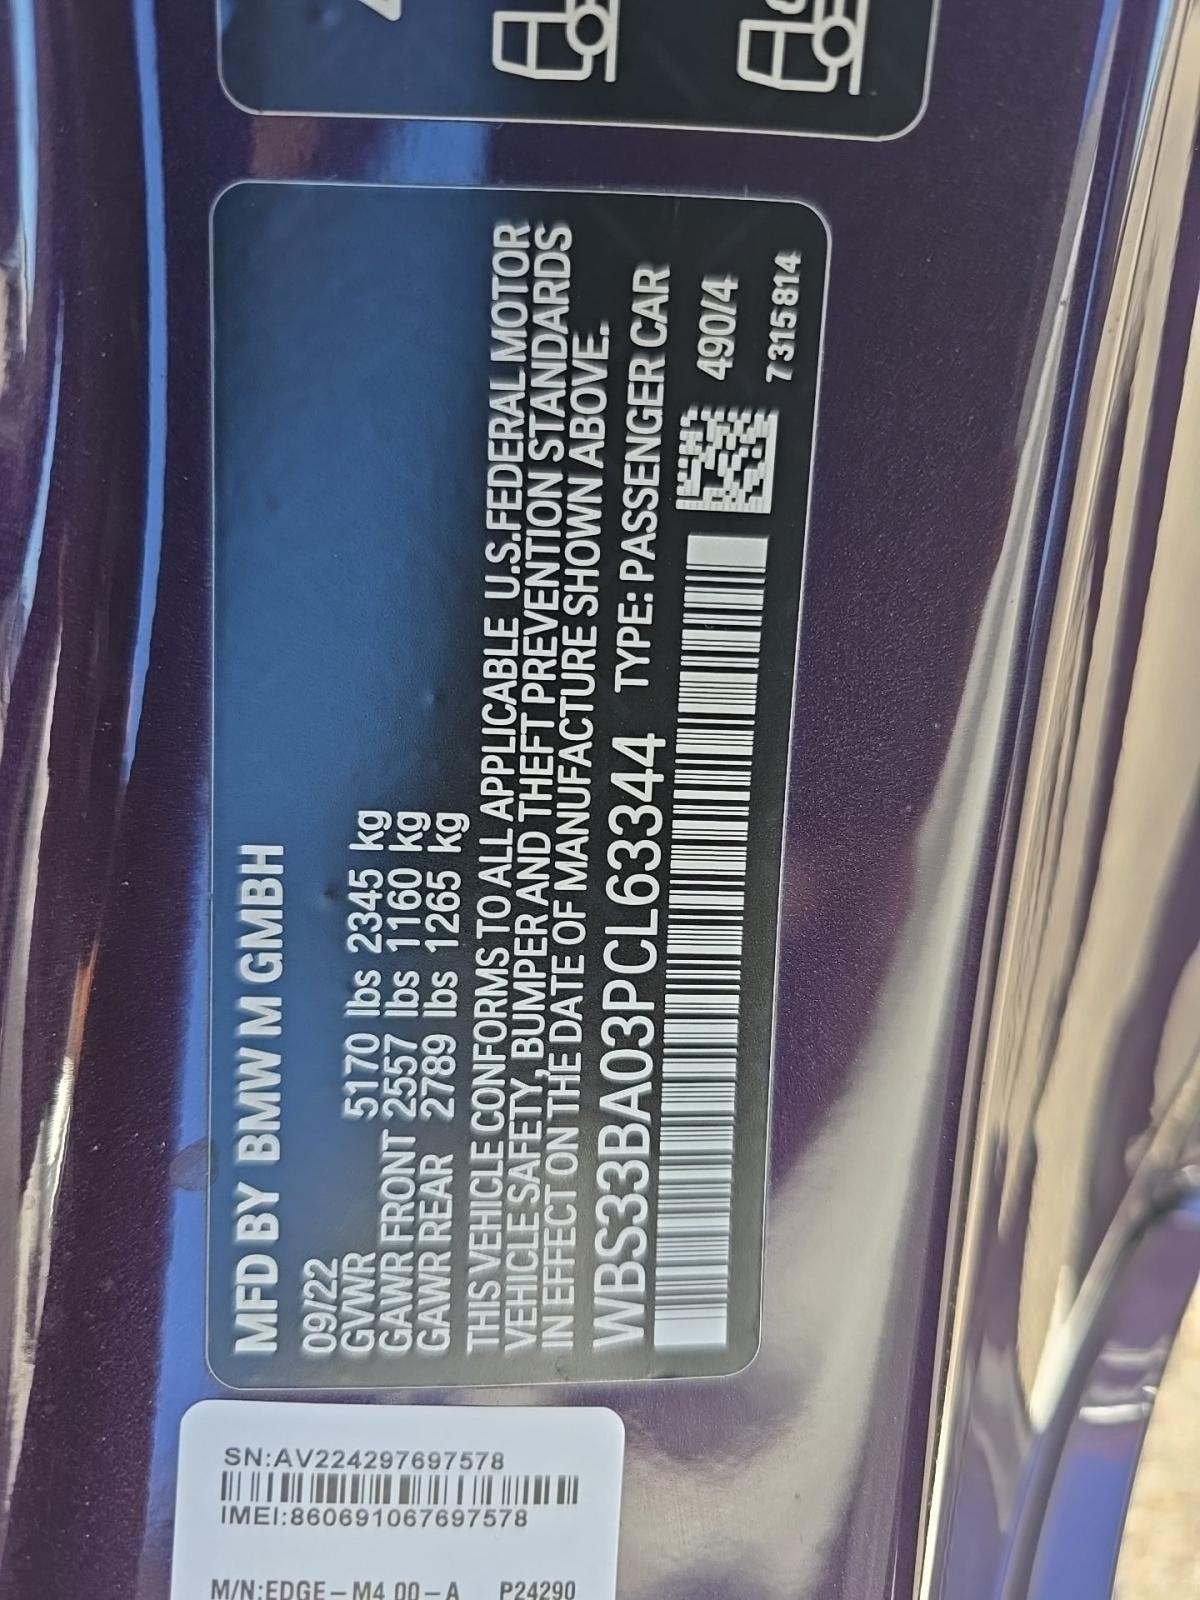 MFD BY BMW M GMBH
09/22
GVWR 5170 lbs 2345 kg
GAWR FRONT 2557 lbs 1160 kg
GAWR REAR 2789 lbs 1265 kg
THIS VEHICLE CONFORMS TO ALL APPLICABLE U.S.FEDERAL MOTOR
VEHICLE SAFETY, BUMPER AND THEFT PREVENTION STANDARDS
IN EFFECT ON THE DATE OF MANUFACTURE SHOWN ABOVE.
WBS33BA03PCL63344 TYPE: PASSENGER CAR
490/4
7315814
SN:AV224297697578
IMEI:860691067697578
M/N:EDGE-M4 00-A P24290